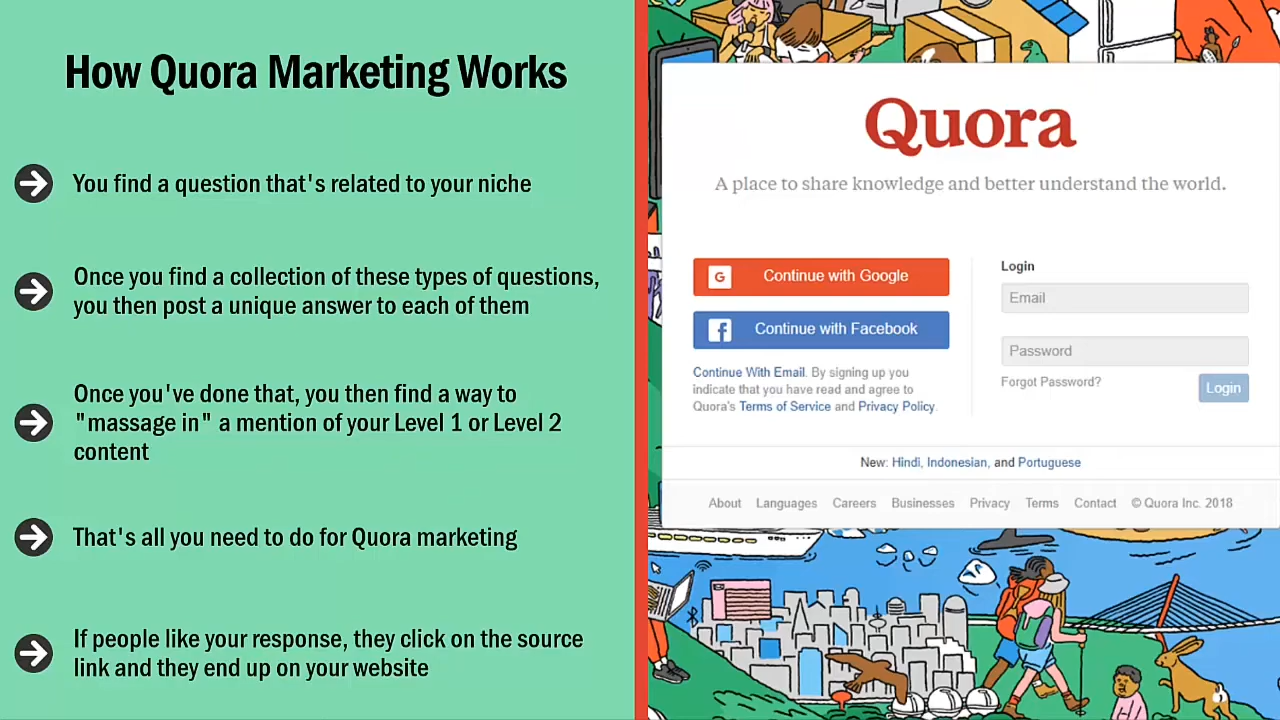 How Quora Marketing Works
You find a question that's related to your niche
Once you find a collection of these types of questions,
you then post a unique answer to each of them
Once you've done that, you then find a way to
"massage in" a mention of your Level 1 or Level 2
content
That's all you need to do for Quora marketing
If people like your response, they click on the source
link and they end up on your website
Quora
A place to share knowledge and better understand the world.
G Continue with Google
f Continue with Facebook
Continue With Email. By signing up you
indicate that you have read and agree to
Quora's Terms of Service and Privacy Policy.
Login
Email
Password
Forgot Password?
Login
New: Hindi, Indonesian, and Portuguese
About Languages Careers Businesses Privacy Terms Contact © Quora Inc. 2018